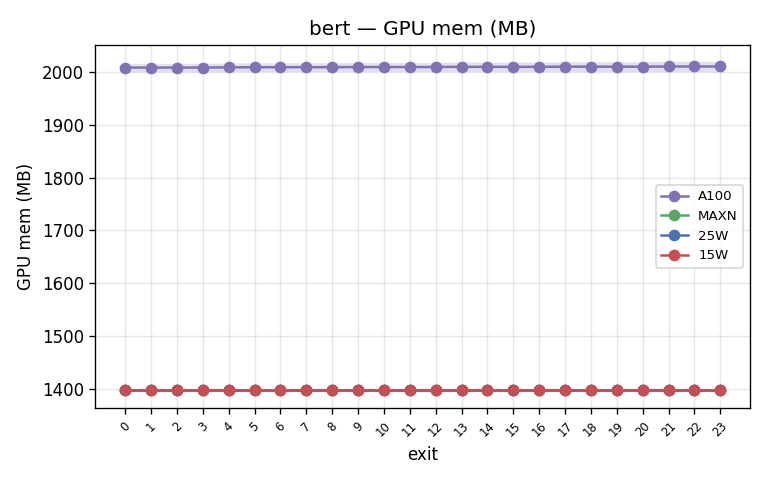 bert — GPU mem (MB)
GPU mem (MB)
2000
1900
1800
1700
1600
1500
1400
A100
MAXN
25W
15W
0 1 2 3 4 5 6 7 8 9 10 11 12 13 14 15 16 17 18 19 20 21 22 23
exit